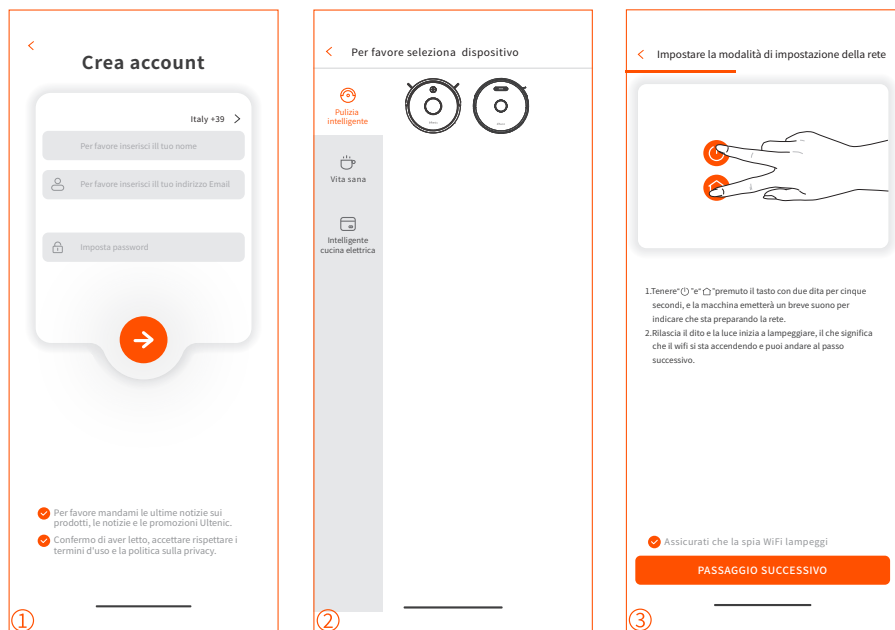 Crea account
Italy +39
Per favore inserisci ill tuo nome
Per favore inserisci ill tuo indirizzo Email
Imposta password
Per favore mandami le ultime notizie sui
prodotti, le notizie e le promozioni Ultenic.
Confermo di aver letto, accettare rispettare i
termini d'uso e la politica sulla privacy.
①
Per favore seleziona dispositivo
Pulizia
intelligente
Vita sana
Intelligente
cucina elettrica
②
Impostare la modalità di impostazione della rete
1.Tenere“ ”e“ ”premuto il tasto con due dita per cinque
secondi, e la macchina emetterà un breve suono per
indicare che sta preparando la rete.
2.Rilascia il dito e la luce inizia a lampeggiare, il che significa
che il wifi si sta accendendo e puoi andare al passo
successivo.
Assicurati che la spia WiFi lampeggi
PASSAGGIO SUCCESSIVO
③